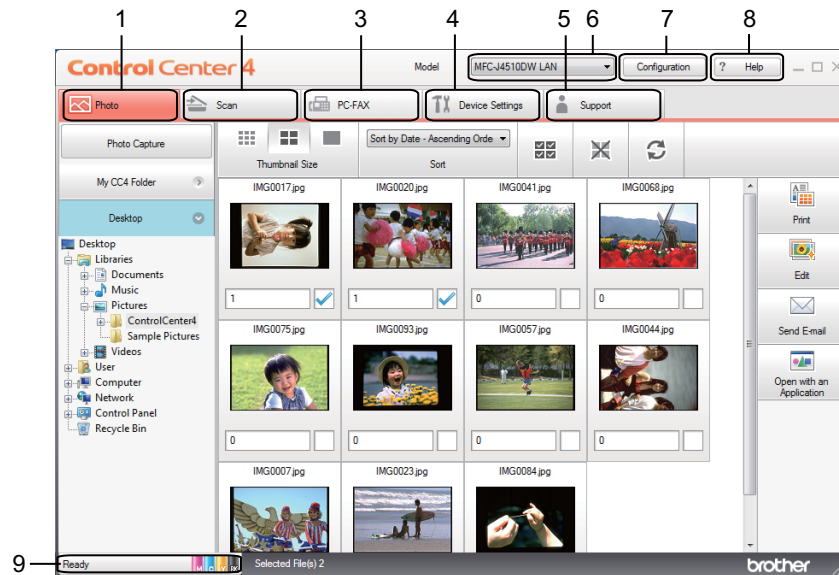 1 2 3 4 5 6 7 8
Control Center 4
Model
MFC-J4510DW LAN
Configuration
? Help
Photo
Scan
PC-FAX
Device Settings
Support
Photo Capture
My CC4 Folder
Desktop
Desktop
Libraries
Documents
Music
Pictures
ControlCenter4
Sample Pictures
Videos
User
Computer
Network
Control Panel
Recycle Bin
Thumbnail Size
Sort by Date - Ascending Orde
Sort
IMG0017.jpg IMG0020.jpg IMG0041.jpg IMG0068.jpg
1 1 0 0
IMG0075.jpg IMG0093.jpg IMG0057.jpg IMG0044.jpg
0 0 0 0
IMG0007.jpg IMG0023.jpg IMG0084.jpg
Print
Edit
Send E-mail
Open with an
Application
9
Ready
M C Y BK
Selected File(s) 2
brother